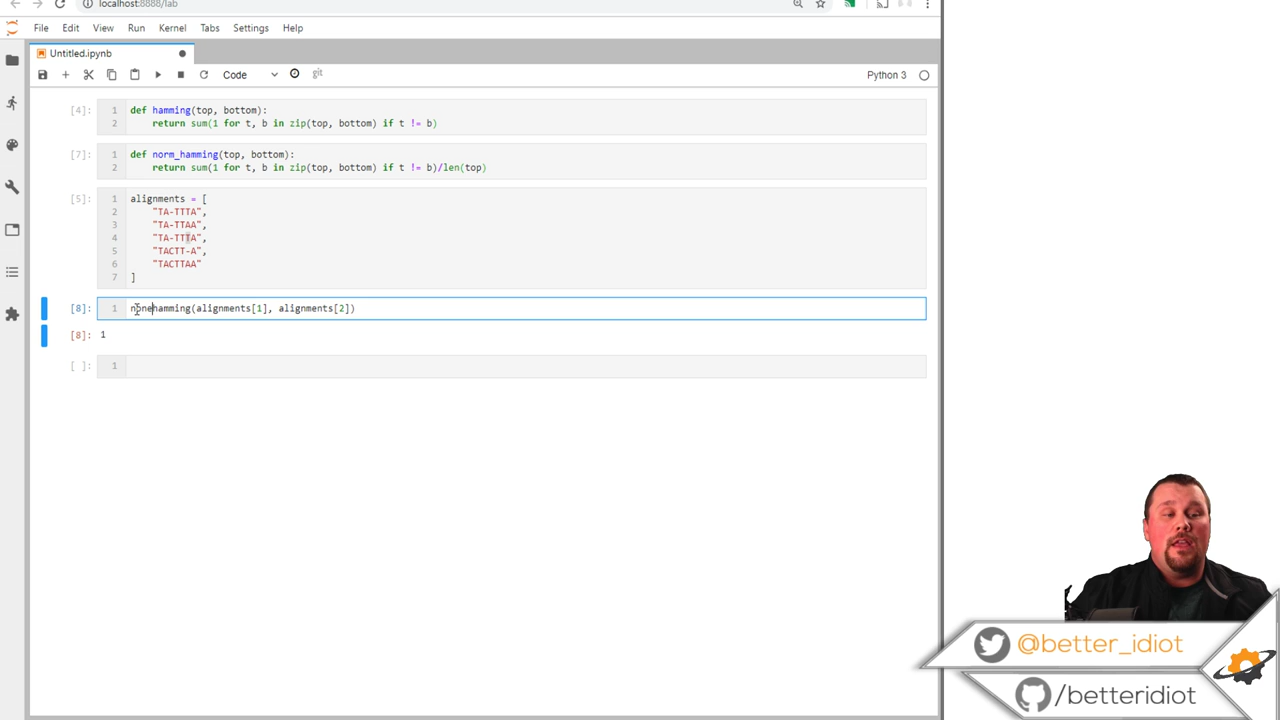 localhost:8888/lab
File Edit View Run Kernel Tabs Settings Help
Untitled.ipynb
Code git Python 3
[4]: 1 def hamming(top, bottom):
2 return sum(1 for t, b in zip(top, bottom) if t != b)
[7]: 1 def norm_hamming(top, bottom):
2 return sum(1 for t, b in zip(top, bottom) if t != b)/len(top)
[5]: 1 alignments = [
2 "TA-TTTA",
3 "TA-TTAA",
4 "TA-TTTA",
5 "TACTT-A",
6 "TACTTAA"
7 ]
[8]: 1 nonehamming(alignments[1], alignments[2])
[8]: 1
[ ]: 1
@better_idiot
/betteridiot